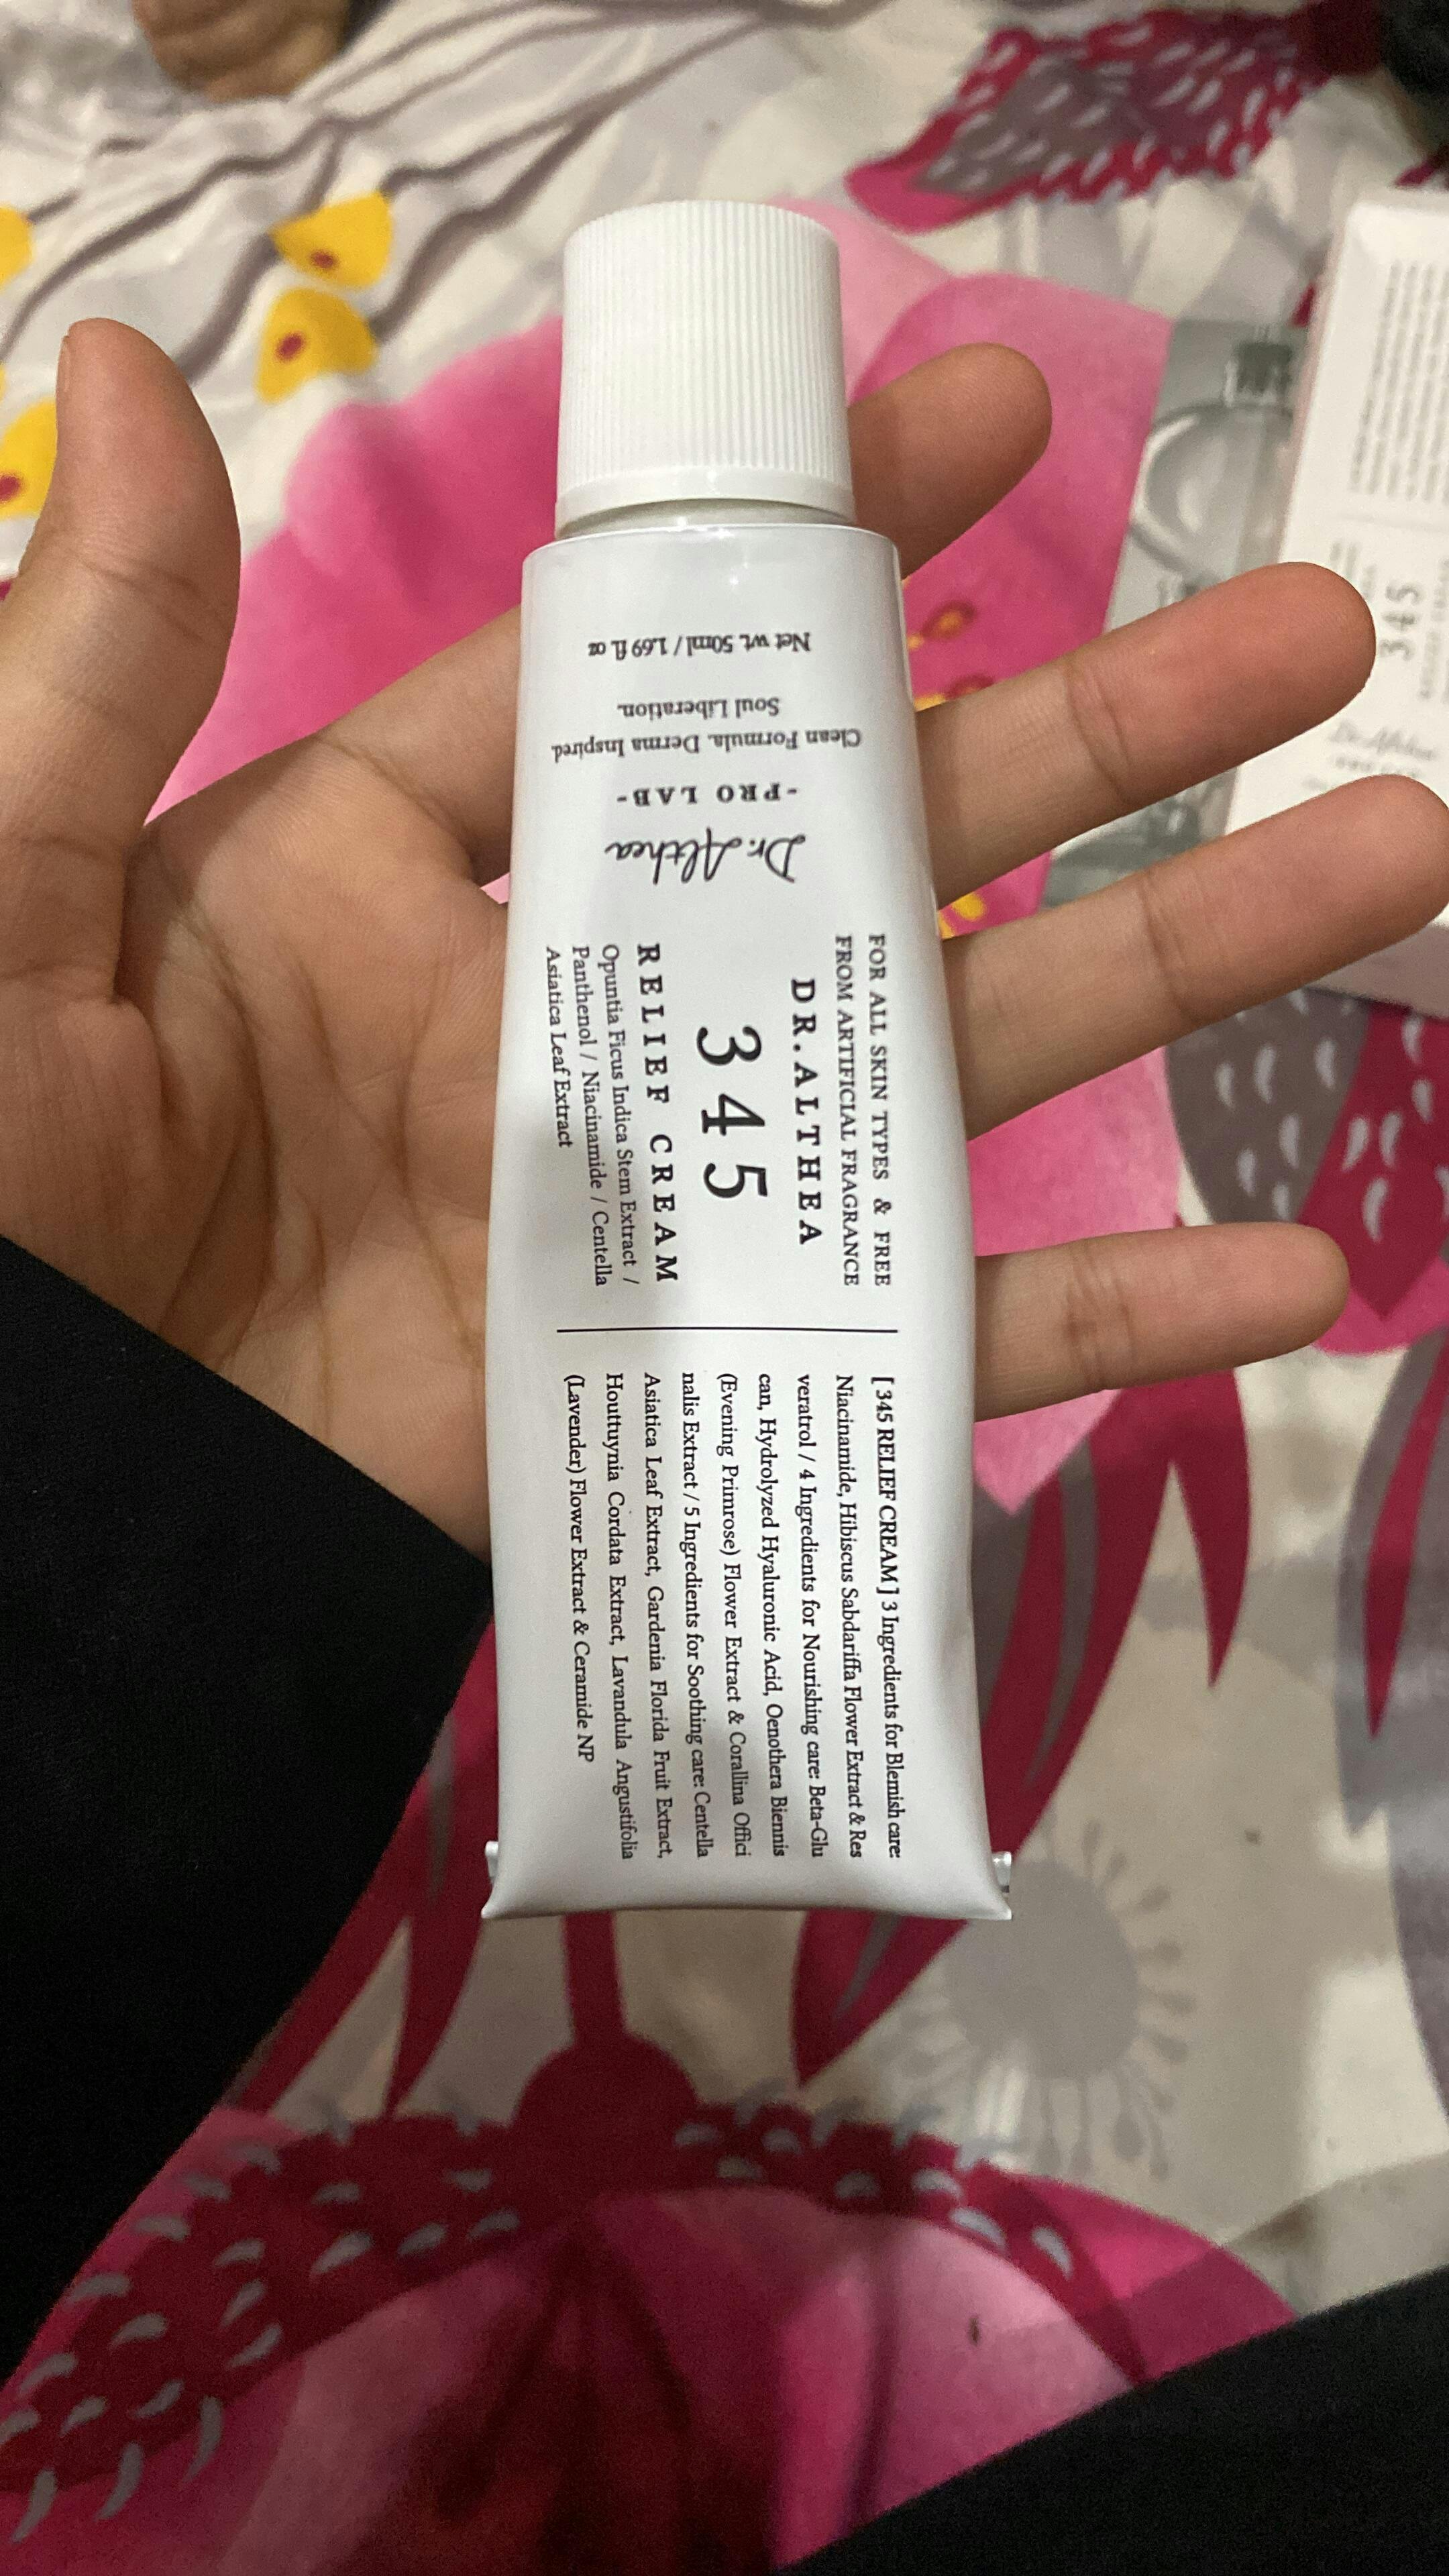 Dr. Althea
-PRO LAB-
Clean Formula. Derma Inspired.
Soul Liberation.
Net wt. 50ml / 1.69 fl. oz
FOR ALL SKIN TYPES & FREE
FROM ARTIFICIAL FRAGRANCE
DR.ALTHEA
345
RELIEF CREAM
Opuntia Ficus Indica Stem Extract /
Panthenol / Niacinamide / Centella
Asiatica Leaf Extract
[ 345 RELIEF CREAM ] 3 Ingredients for Blemish care:
Niacinamide, Hibiscus Sabdariffa Flower Extract & Res
veratrol / 4 Ingredients for Nourishing care: Beta-Glu
can, Hydrolyzed Hyaluronic Acid, Oenothera Biennis
(Evening Primrose) Flower Extract & Corallina Offici
nalis Extract / 5 Ingredients for Soothing care: Centella
Asiatica Leaf Extract, Gardenia Florida Fruit Extract,
Houttuynia Cordata Extract, Lavandula Angustifolia
(Lavender) Flower Extract & Ceramide NP
345
Dr. Althea